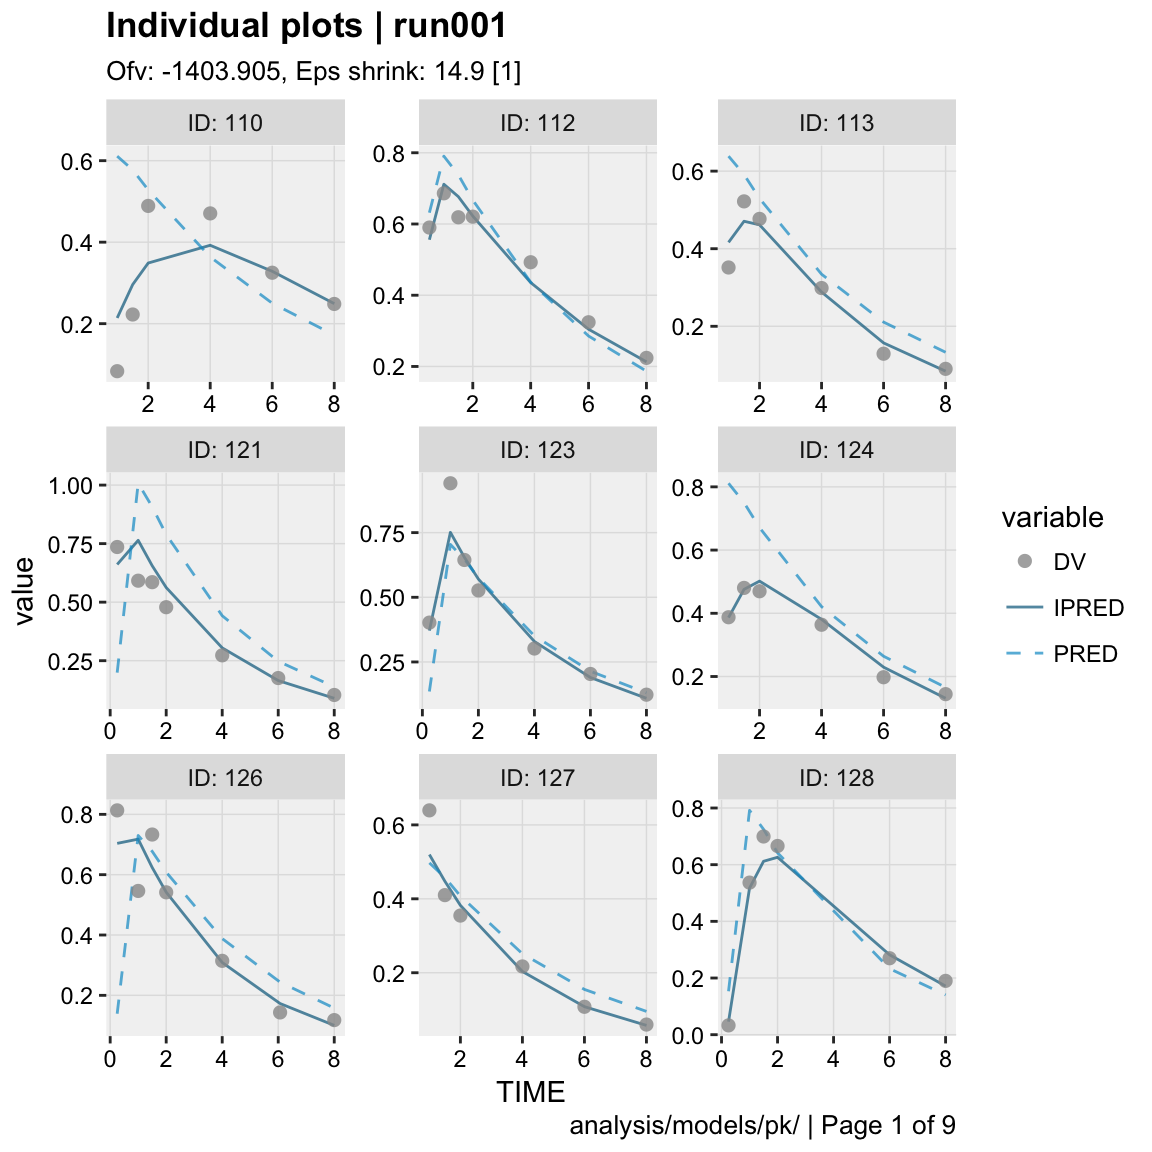 Individual plots | run001
Ofv: -1403.905, Eps shrink: 14.9 [1]
ID: 110
0.6
0.4
0.2
2 4 6 8
ID: 112
0.8
0.6
0.4
0.2
2 4 6 8
ID: 113
0.6
0.4
0.2
2 4 6 8
value
ID: 121
1.00
0.75
0.50
0.25
0 2 4 6 8
ID: 123
0.75
0.50
0.25
0 2 4 6 8
ID: 124
0.8
0.6
0.4
0.2
2 4 6 8
ID: 126
0.8
0.6
0.4
0.2
0 2 4 6 8
ID: 127
0.6
0.4
0.2
2 4 6 8
ID: 128
0.8
0.6
0.4
0.2
0.0
0 2 4 6 8
TIME
variable
DV
IPRED
PRED
analysis/models/pk/ | Page 1 of 9